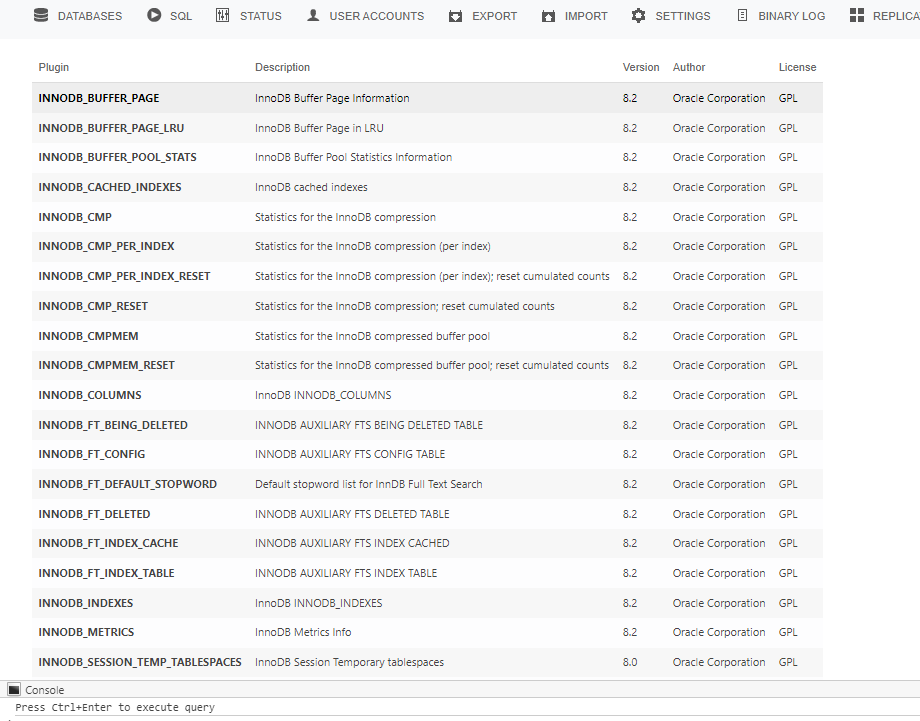 DATABASES SQL STATUS USER ACCOUNTS EXPORT IMPORT SETTINGS BINARY LOG REPLICA
Plugin Description Version Author License
INNODB_BUFFER_PAGE InnoDB Buffer Page Information 8.2 Oracle Corporation GPL
INNODB_BUFFER_PAGE_LRU InnoDB Buffer Page in LRU 8.2 Oracle Corporation GPL
INNODB_BUFFER_POOL_STATS InnoDB Buffer Pool Statistics Information 8.2 Oracle Corporation GPL
INNODB_CACHED_INDEXES InnoDB cached indexes 8.2 Oracle Corporation GPL
INNODB_CMP Statistics for the InnoDB compression 8.2 Oracle Corporation GPL
INNODB_CMP_PER_INDEX Statistics for the InnoDB compression (per index) 8.2 Oracle Corporation GPL
INNODB_CMP_PER_INDEX_RESET Statistics for the InnoDB compression (per index); reset cumulated counts 8.2 Oracle Corporation GPL
INNODB_CMP_RESET Statistics for the InnoDB compression; reset cumulated counts 8.2 Oracle Corporation GPL
INNODB_CMPMEM Statistics for the InnoDB compressed buffer pool 8.2 Oracle Corporation GPL
INNODB_CMPMEM_RESET Statistics for the InnoDB compressed buffer pool; reset cumulated counts 8.2 Oracle Corporation GPL
INNODB_COLUMNS InnoDB INNODB_COLUMNS 8.2 Oracle Corporation GPL
INNODB_FT_BEING_DELETED INNODB AUXILIARY FTS BEING DELETED TABLE 8.2 Oracle Corporation GPL
INNODB_FT_CONFIG INNODB AUXILIARY FTS CONFIG TABLE 8.2 Oracle Corporation GPL
INNODB_FT_DEFAULT_STOPWORD Default stopword list for InnDB Full Text Search 8.2 Oracle Corporation GPL
INNODB_FT_DELETED INNODB AUXILIARY FTS DELETED TABLE 8.2 Oracle Corporation GPL
INNODB_FT_INDEX_CACHE INNODB AUXILIARY FTS INDEX CACHED 8.2 Oracle Corporation GPL
INNODB_FT_INDEX_TABLE INNODB AUXILIARY FTS INDEX TABLE 8.2 Oracle Corporation GPL
INNODB_INDEXES InnoDB INNODB_INDEXES 8.2 Oracle Corporation GPL
INNODB_METRICS InnoDB Metrics Info 8.2 Oracle Corporation GPL
INNODB_SESSION_TEMP_TABLESPACES InnoDB Session Temporary tablespaces 8.0 Oracle Corporation GPL
Console
Press Ctrl+Enter to execute query